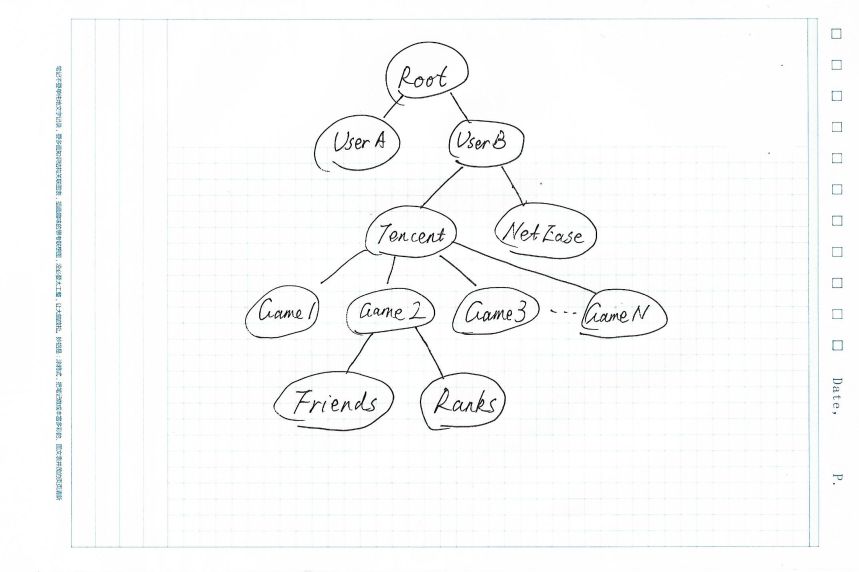 Root
User A
User B
Tencent
NetEase
Game 1
Game 2
Game 3
...
Game N
Friends
Ranks
Date,
P.